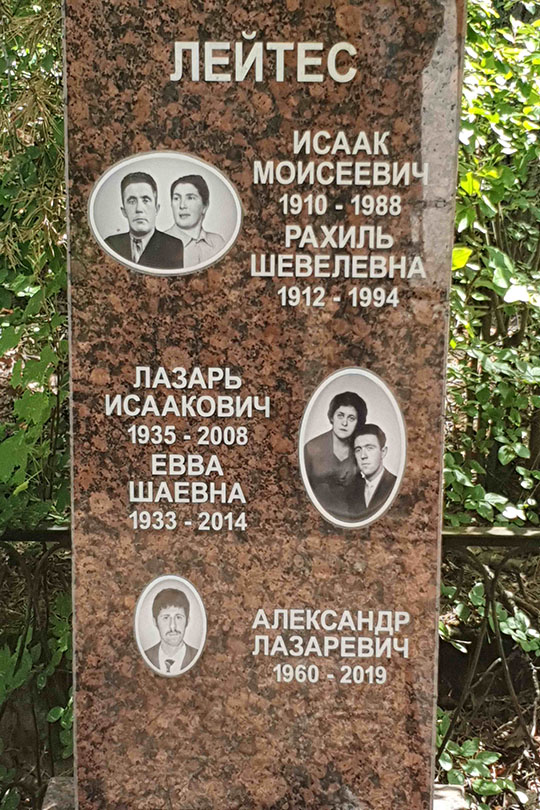 ЛЕЙТЕС
ИСААК
МОИСЕЕВИЧ
1910 - 1988
РАХИЛЬ
ШЕВЕЛЕВНА
1912 - 1994
ЛАЗАРЬ
ИСААКОВИЧ
1935 - 2008
ЕВВА
ШАЕВНА
1933 - 2014
АЛЕКСАНДР
ЛАЗАРЕВИЧ
1960 - 2019